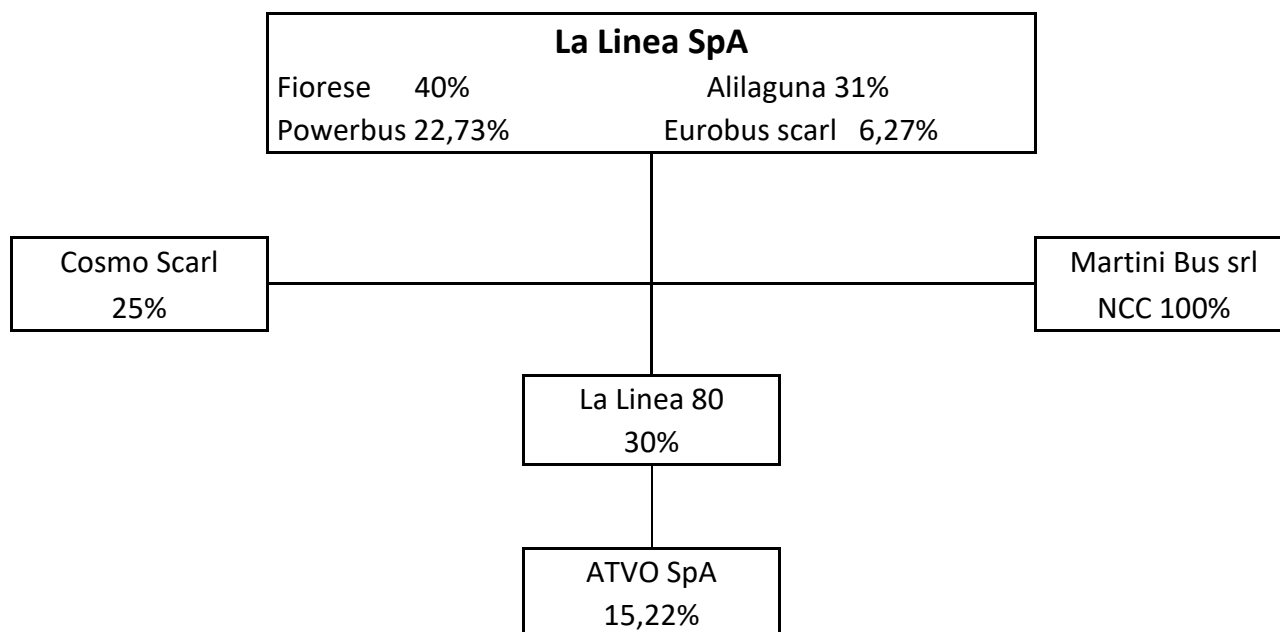 La Linea SpA
Fiorese 40% Alilaguna 31%
Powerbus 22,73% Eurobus scarl 6,27%
Cosmo Scarl
25%
Martini Bus srl
NCC 100%
La Linea 80
30%
ATVO SpA
15,22%